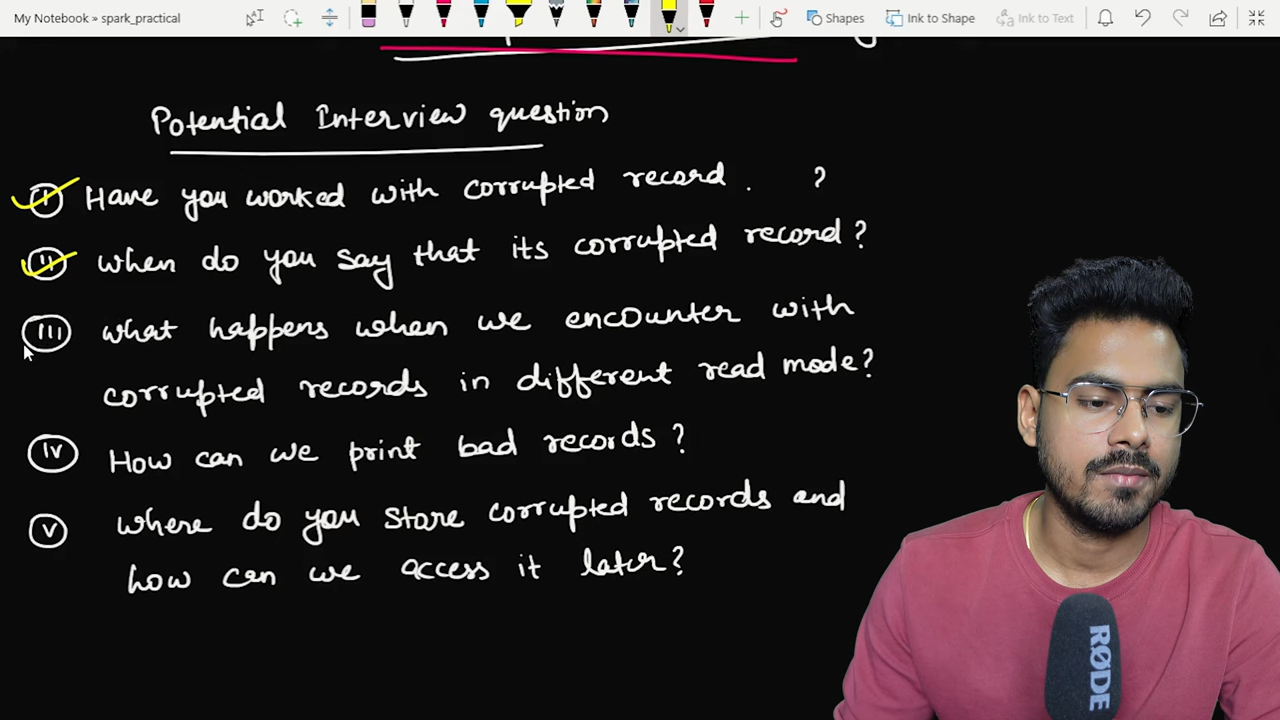 My Notebook » spark_practical
Shapes
Ink to Shape
Ink to Text
Potential Interview question
(I) Have you worked with corrupted record. ?
(II) When do you say that its corrupted record?
(III) what happens when we encounter with
corrupted records in different read mode?
(IV) How can we print bad records?
(V) where do you store corrupted records and
how can we access it later?
RØDE